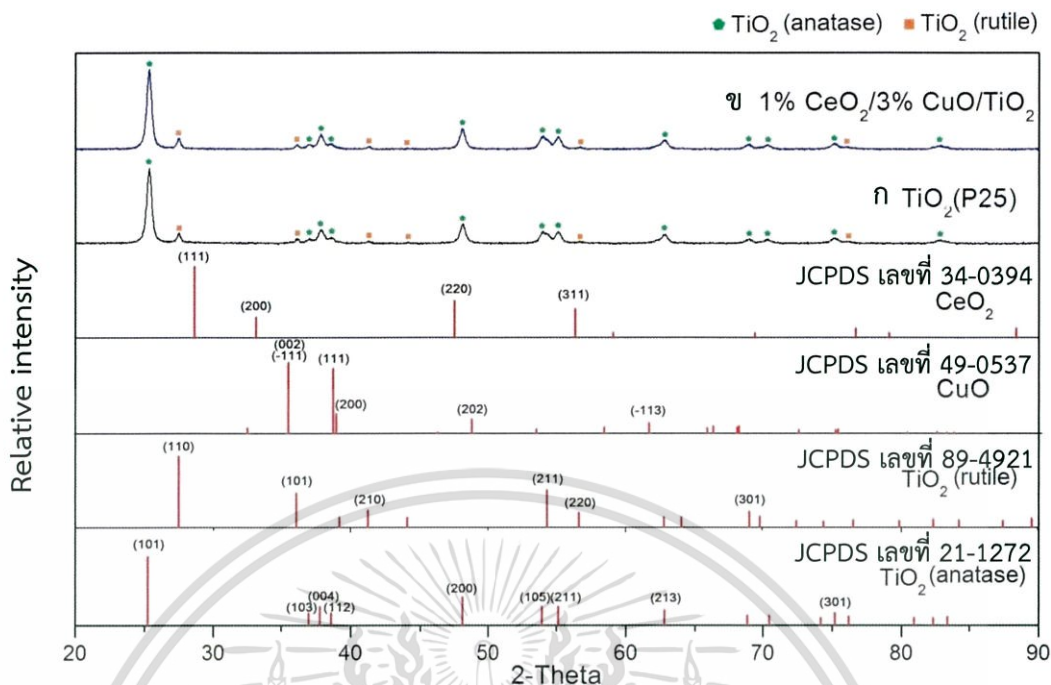 TiO2 (anatase) TiO2 (rutile)
ข 1% CeO2/3% CuO/TiO2
ก TiO2(P25)
Relative intensity
JCPDS เลขที่ 34-0394
CeO2
(111)
(200)
(220)
(311)
JCPDS เลขที่ 49-0537
CuO
(002)
(-111)
(111)
(200)
(202)
(-113)
JCPDS เลขที่ 89-4921
TiO2 (rutile)
(110)
(101)
(210)
(211)
(220)
(301)
JCPDS เลขที่ 21-1272
TiO2 (anatase)
(101)
(103)
(004)
(112)
(200)
(105)
(211)
(213)
(301)
20 30 40 50 60 70 80 90
2-Theta